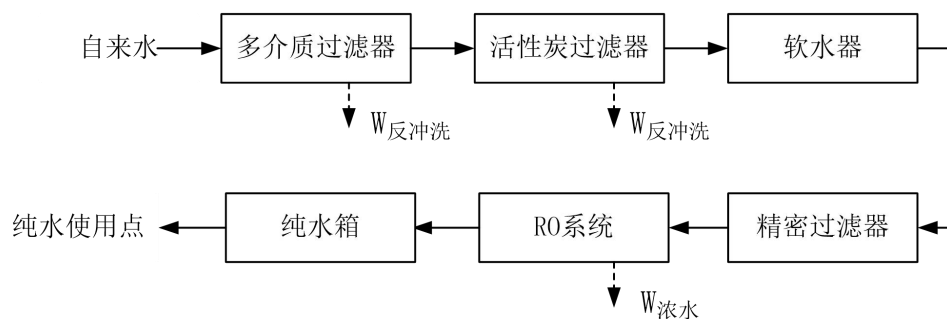 自来水
多介质过滤器
活性炭过滤器
软水器
W反冲洗
W反冲洗
纯水使用点
纯水箱
RO系统
精密过滤器
W浓水